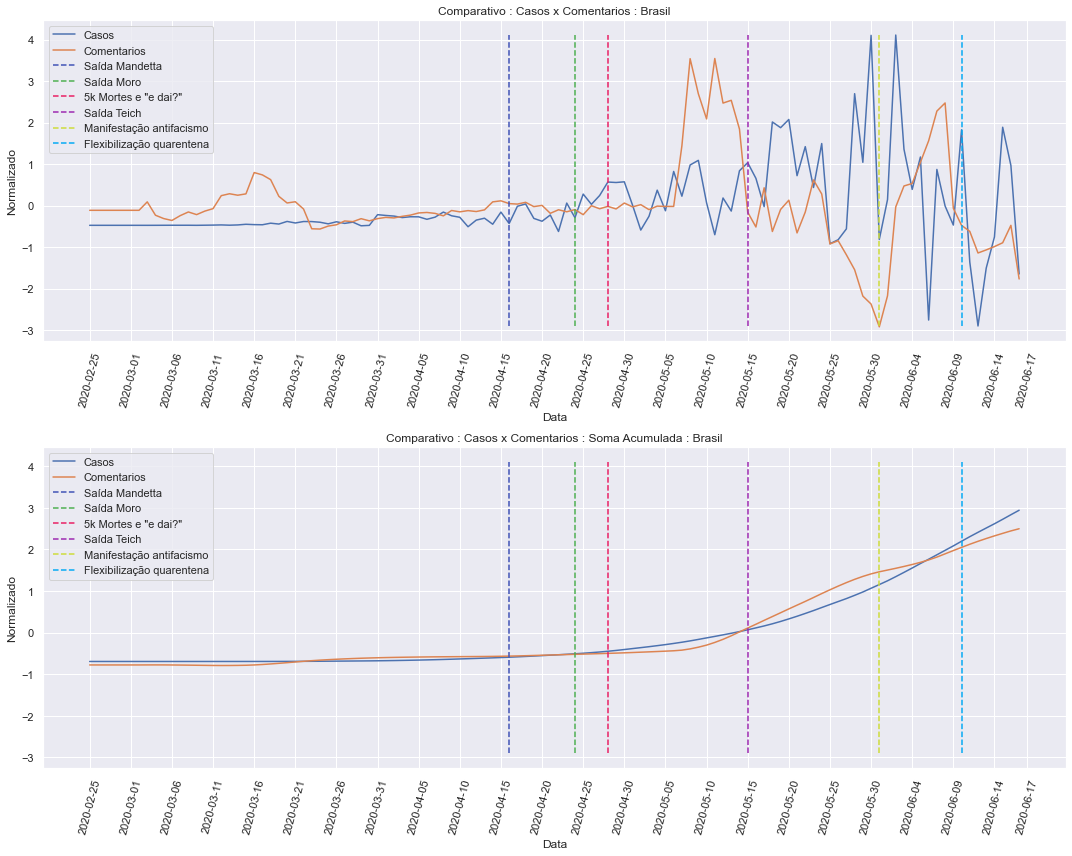 Comparativo : Casos x Comentarios : Brasil
Casos
Comentarios
Saída Mandetta
Saída Moro
5k Mortes e "e dai?"
Saída Teich
Manifestação antifacismo
Flexibilização quarentena
Normalizado
4
3
2
1
0
−1
−2
−3
2020-02-25
2020-03-01
2020-03-06
2020-03-11
2020-03-16
2020-03-21
2020-03-26
2020-03-31
2020-04-05
2020-04-10
2020-04-15
2020-04-20
2020-04-25
2020-04-30
2020-05-05
2020-05-10
2020-05-15
2020-05-20
2020-05-25
2020-05-30
2020-06-04
2020-06-09
2020-06-14
2020-06-17
Data
Comparativo : Casos x Comentarios : Soma Acumulada : Brasil
Casos
Comentarios
Saída Mandetta
Saída Moro
5k Mortes e "e dai?"
Saída Teich
Manifestação antifacismo
Flexibilização quarentena
Normalizado
4
3
2
1
0
−1
−2
−3
2020-02-25
2020-03-01
2020-03-06
2020-03-11
2020-03-16
2020-03-21
2020-03-26
2020-03-31
2020-04-05
2020-04-10
2020-04-15
2020-04-20
2020-04-25
2020-04-30
2020-05-05
2020-05-10
2020-05-15
2020-05-20
2020-05-25
2020-05-30
2020-06-04
2020-06-09
2020-06-14
2020-06-17
Data